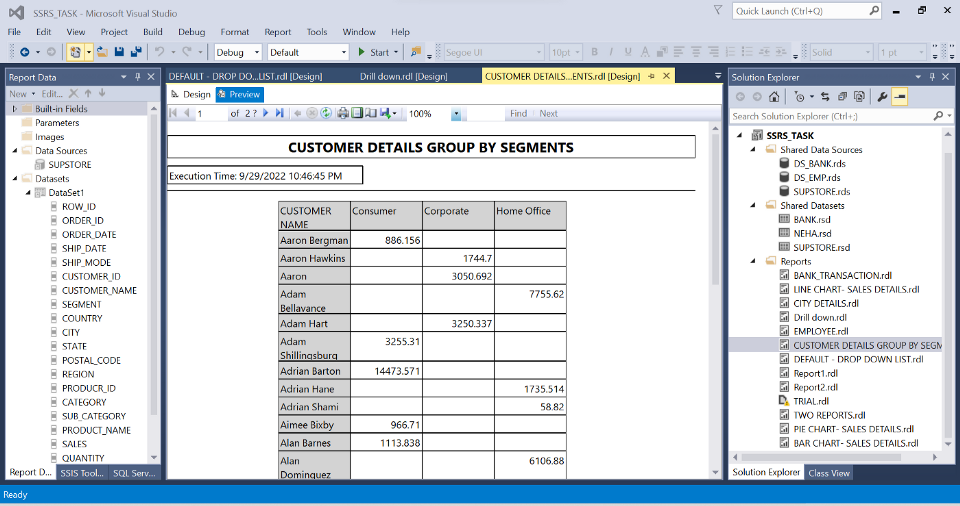 SSRS_TASK - Microsoft Visual Studio
Quick Launch (Ctrl+Q)
File Edit View Project Build Debug Format Report Tools Window Help
Debug Default Start Segoe UI 10pt B I U A Solid 1 pt
Report Data
New Edit...
Built-in Fields
Parameters
Images
Data Sources
SUPSTORE
Datasets
DataSet1
ROW_ID
ORDER_ID
ORDER_DATE
SHIP_DATE
SHIP_MODE
CUSTOMER_ID
CUSTOMER_NAME
SEGMENT
COUNTRY
CITY
STATE
POSTAL_CODE
REGION
PRODUCR_ID
CATEGORY
SUB_CATEGORY
PRODUCT_NAME
SALES
QUANTITY
Report D... SSIS Tool... SQL Serv...
DEFAULT - DROP DO...LIST.rdl [Design] Drill down.rdl [Design] CUSTOMER DETAILS...ENTS.rdl [Design]
Design Preview
1 of 2 ? 100% Find Next
CUSTOMER DETAILS GROUP BY SEGMENTS
Execution Time: 9/29/2022 10:46:45 PM
CUSTOMER NAME Consumer Corporate Home Office
Aaron Bergman 886.156
Aaron Hawkins 1744.7
Aaron 3050.692
Adam Bellavance 7755.62
Adam Hart 3250.337
Adam Shillingsburg 3255.31
Adrian Barton 14473.571
Adrian Hane 1735.514
Adrian Shami 58.82
Aimee Bixby 966.71
Alan Barnes 1113.838
Alan Dominguez 6106.88
Solution Explorer
Search Solution Explorer (Ctrl+;)
SSRS_TASK
Shared Data Sources
DS_BANK.rds
DS_EMP.rds
SUPSTORE.rds
Shared Datasets
BANK.rsd
NEHA.rsd
SUPSTORE.rsd
Reports
BANK_TRANSACTION.rdl
LINE CHART- SALES DETAILS.rdl
CITY DETAILS.rdl
Drill down.rdl
EMPLOYEE.rdl
CUSTOMER DETAILS GROUP BY SEGM
DEFAULT - DROP DOWN LIST.rdl
Report1.rdl
Report2.rdl
TRIAL.rdl
TWO REPORTS.rdl
PIE CHART- SALES DETAILS.rdl
BAR CHART- SALES DETAILS.rdl
Solution Explorer Class View
Ready